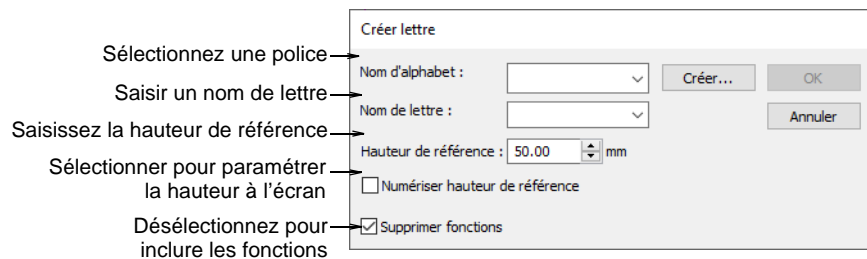 Créer lettre
Sélectionnez une police
Nom d'alphabet :
Créer...
OK
Saisir un nom de lettre
Nom de lettre :
Annuler
Saisissez la hauteur de référence
Hauteur de référence : 50.00 mm
Sélectionner pour paramétrer
la hauteur à l'écran
Numériser hauteur de référence
Désélectionnez pour
inclure les fonctions
Supprimer fonctions